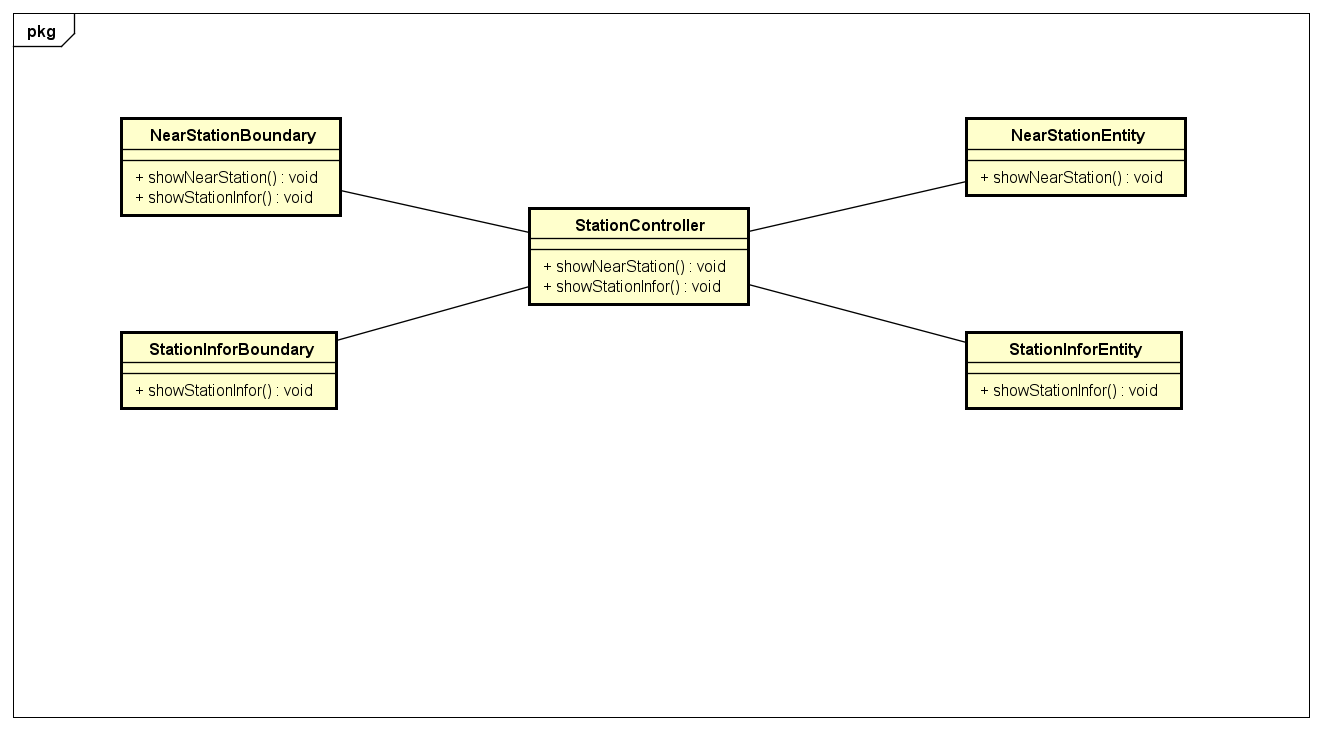 pkg
NearStationBoundary
+ showNearStation() : void
+ showStationInfor() : void
StationInforBoundary
+ showStationInfor() : void
StationController
+ showNearStation() : void
+ showStationInfor() : void
NearStationEntity
+ showNearStation() : void
StationInforEntity
+ showStationInfor() : void